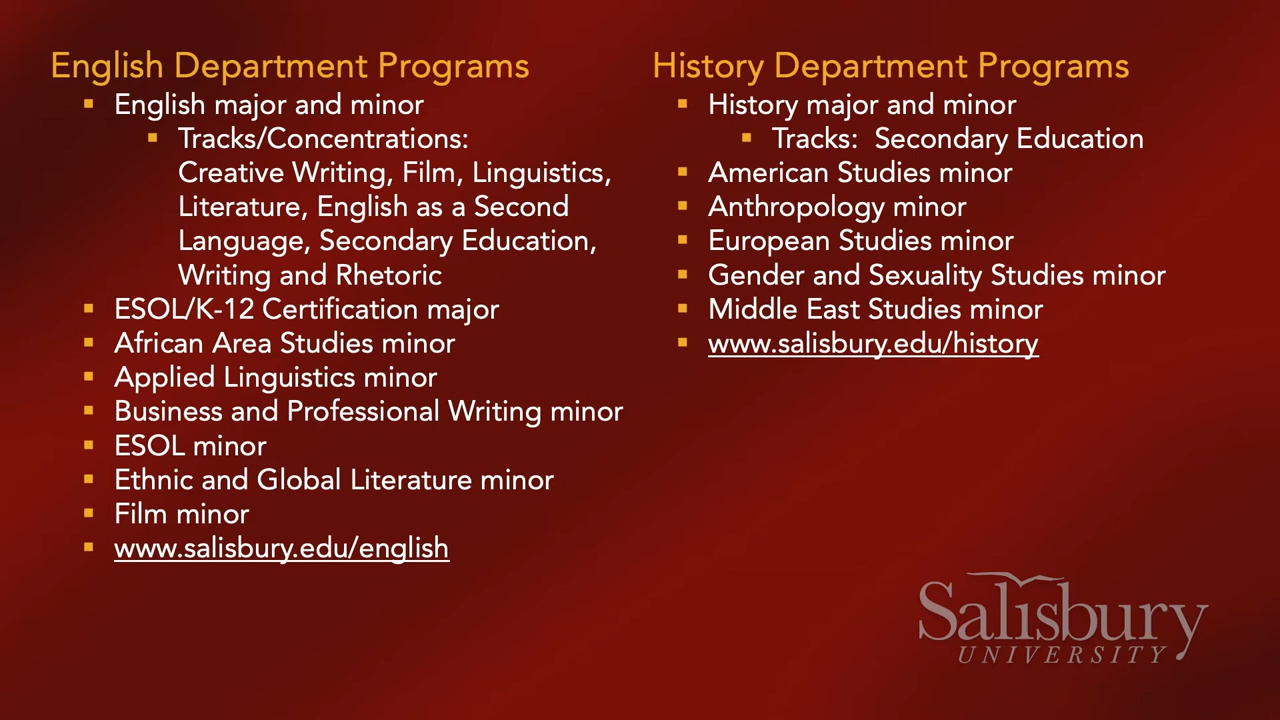 English Department Programs
English major and minor
Tracks/Concentrations:
Creative Writing, Film, Linguistics,
Literature, English as a Second
Language, Secondary Education,
Writing and Rhetoric
ESOL/K-12 Certification major
African Area Studies minor
Applied Linguistics minor
Business and Professional Writing minor
ESOL minor
Ethnic and Global Literature minor
Film minor
www.salisbury.edu/english
History Department Programs
History major and minor
Tracks:  Secondary Education
American Studies minor
Anthropology minor
European Studies minor
Gender and Sexuality Studies minor
Middle East Studies minor
www.salisbury.edu/history
Salisbury
UNIVERSITY